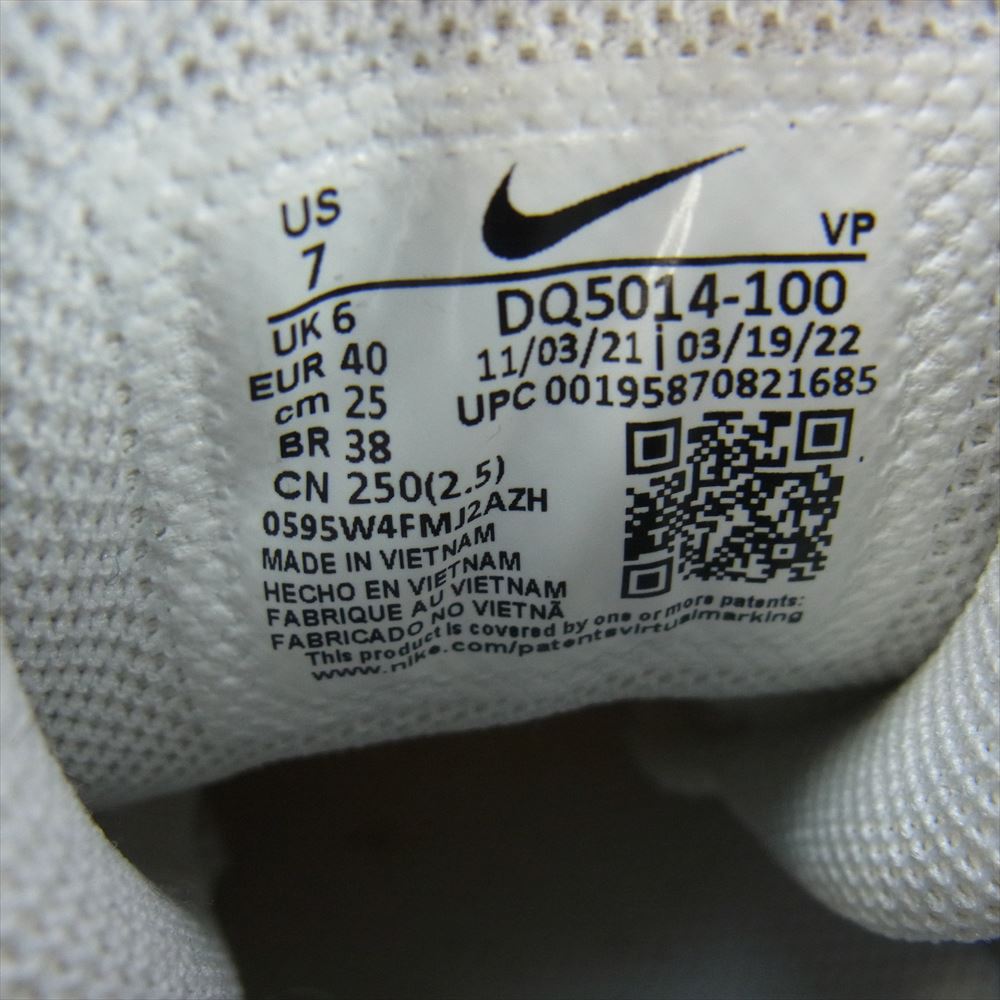 US
7
VP
DQ5014-100
UK 6
11/03/21 | 03/19/22
EUR 40
UPC 00195870821685
cm 25
BR 38
CN 250(2.5)
0595W4FMJ2AZH
MADE IN VIETNAM
HECHO EN VIETNAM
FABRIQUE AU VIETNAM
FABRICADO NO VIETNÃ
This product is covered by one or more patents:
www.nike.com/patentsvirtualmarking